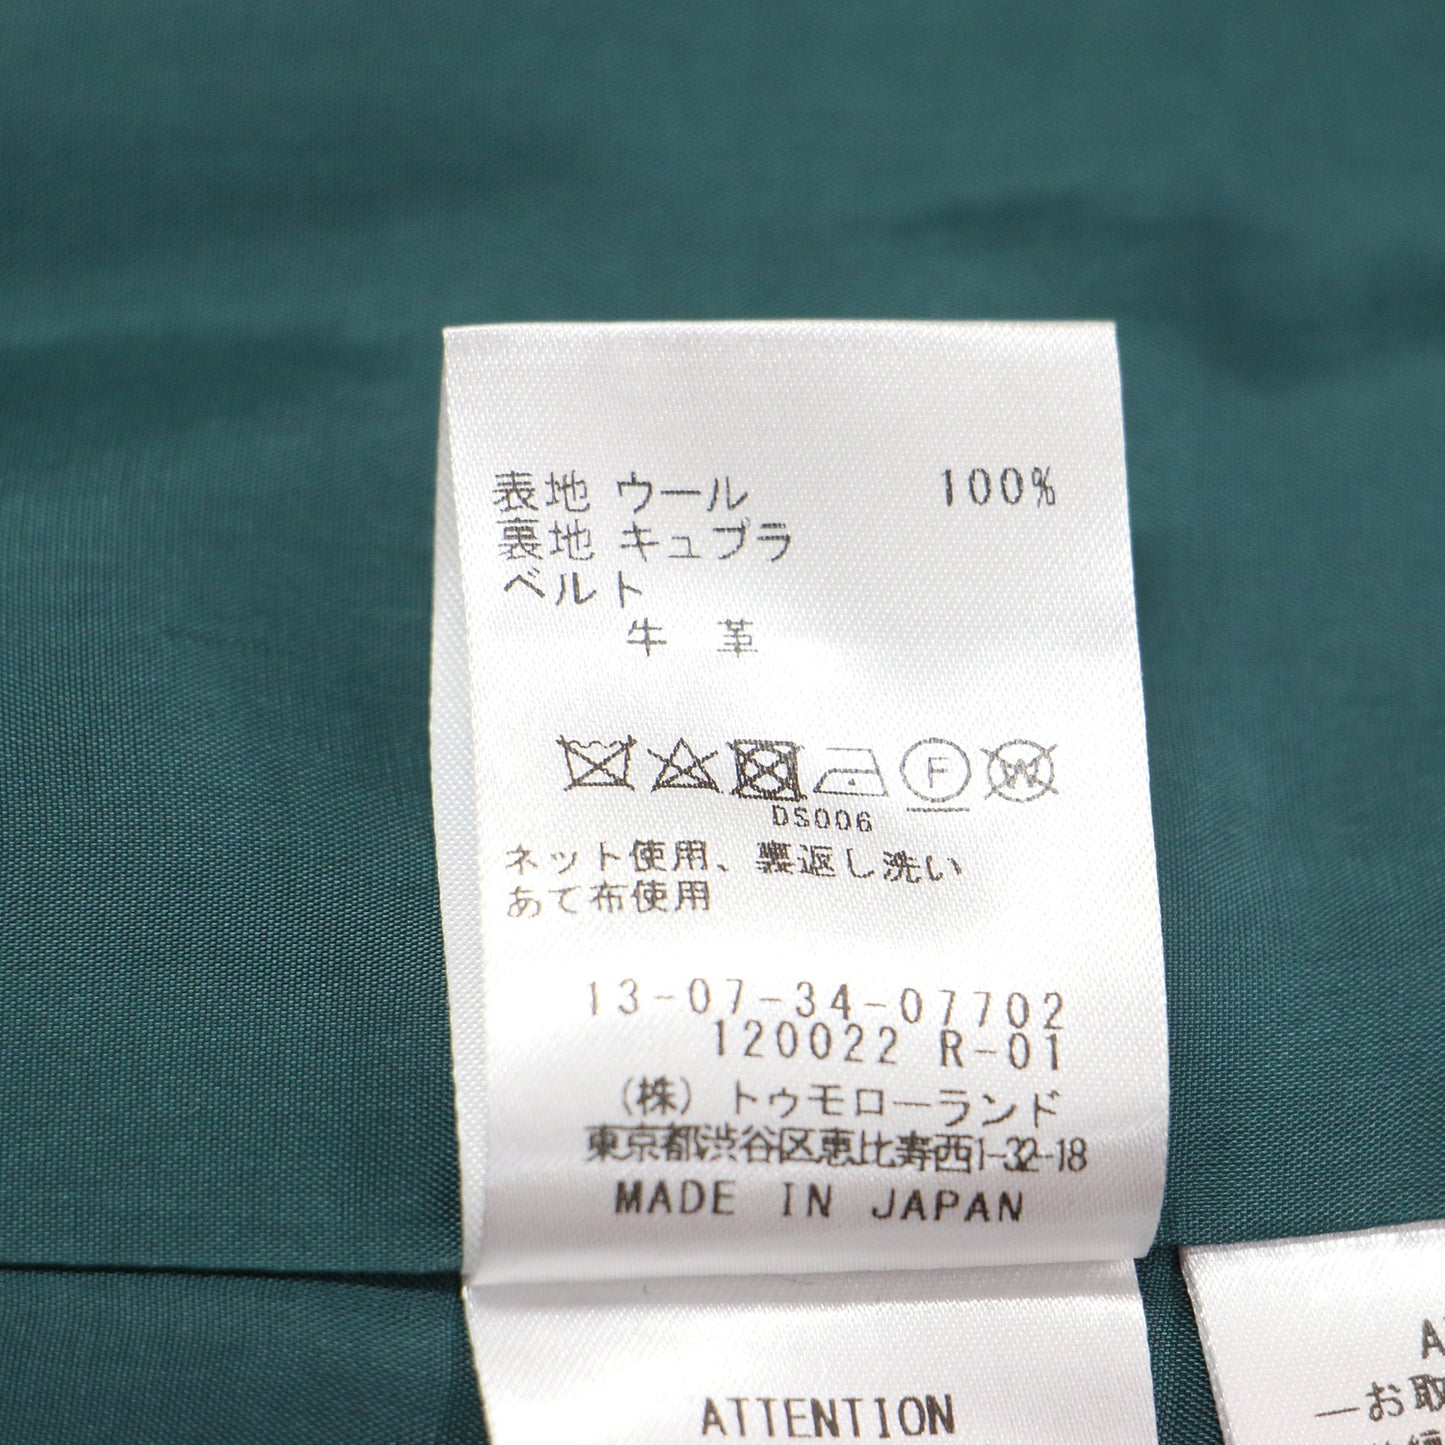 表地 ウール 100%
裏地 キュプラ
ベルト
牛 革
F W
DS006
ネット使用、裏返し洗い
あて布使用
13-07-34-07702
120022 R-01
(株) トゥモローランド
東京都渋谷区恵比寿西1-32-18
MADE IN JAPAN
ATTENTION
A
―お取